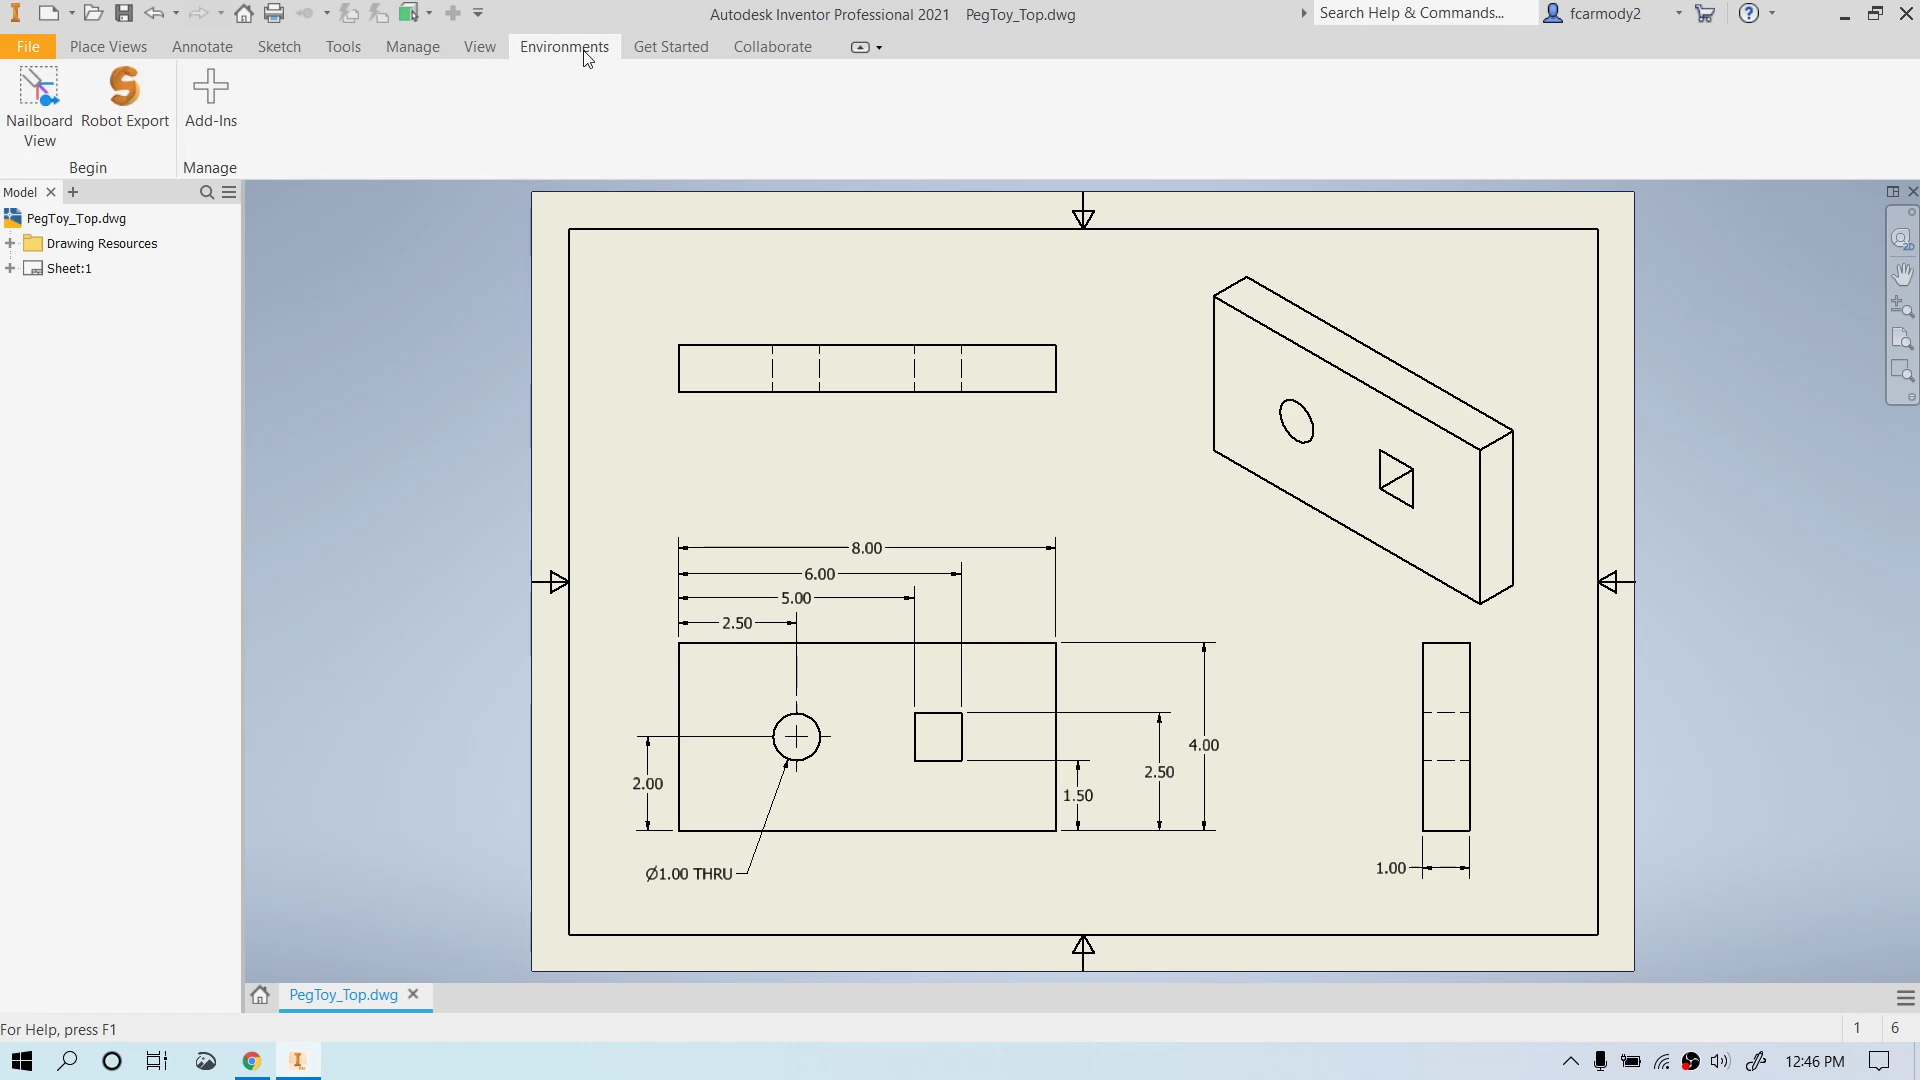 Autodesk Inventor Professional 2021 PegToy_Top.dwg
Search Help & Commands...
fcarmody2
File Place Views Annotate Sketch Tools Manage View Environments Get Started Collaborate
Nailboard View
Robot Export
Add-Ins
Begin
Manage
Model
PegToy_Top.dwg
Drawing Resources
Sheet:1
2D
8.00
6.00
5.00
2.50
2.00
Ø1.00 THRU
1.50
2.50
4.00
1.00
PegToy_Top.dwg
For Help, press F1
1 6
12:46 PM